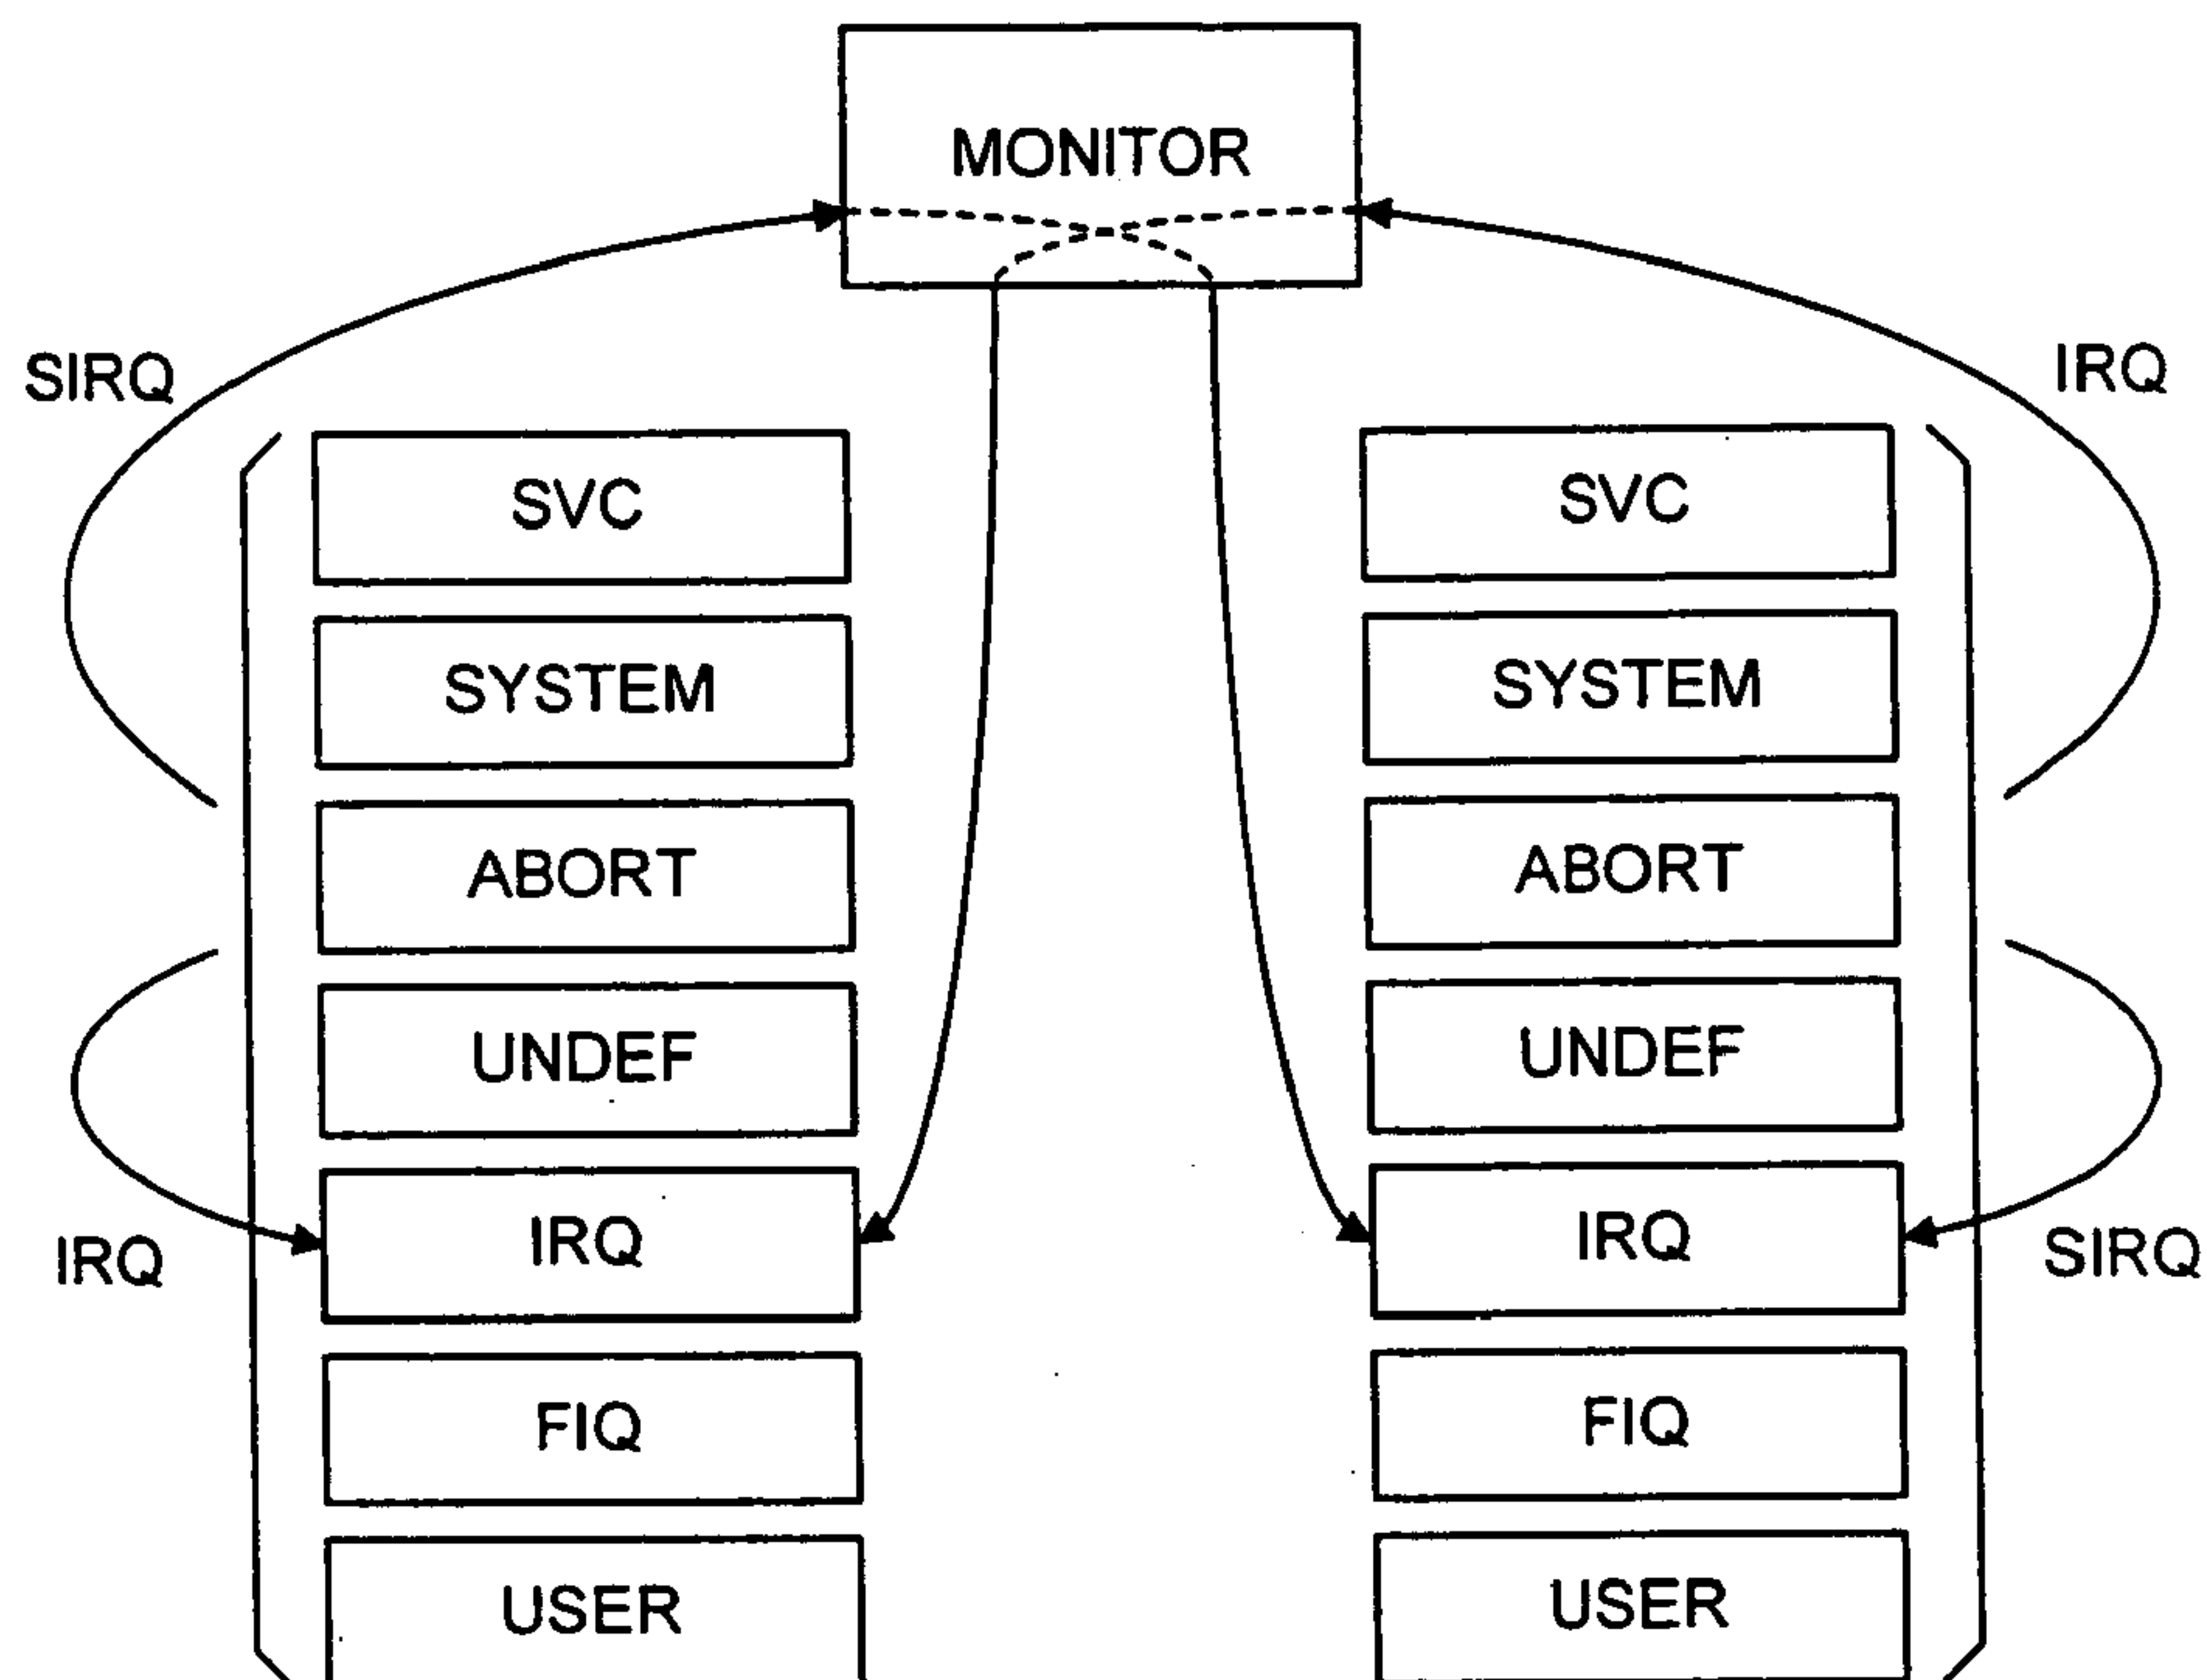 MONITOR
SIRQ
IRQ
SVC
SVC
SYSTEM
SYSTEM
ABORT
ABORT
UNDEF
UNDEF
IRQ
IRQ
IRQ
SIRQ
FIQ
FIQ
USER
USER